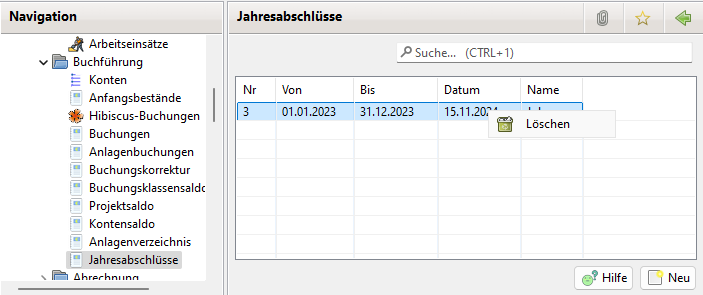 Navigation
Arbeitseinsätze
Buchführung
Konten
Anfangsbestände
Hibiscus-Buchungen
Buchungen
Anlagenbuchungen
Buchungskorrektur
Buchungsklassensaldo
Projektsaldo
Kontensaldo
Anlagenverzeichnis
Jahresabschlüsse
Abrechnung
Jahresabschlüsse
Suche... (CTRL+1)
Nr Von Bis Datum Name
3 01.01.2023 31.12.2023 15.11.2024
Löschen
Hilfe Neu